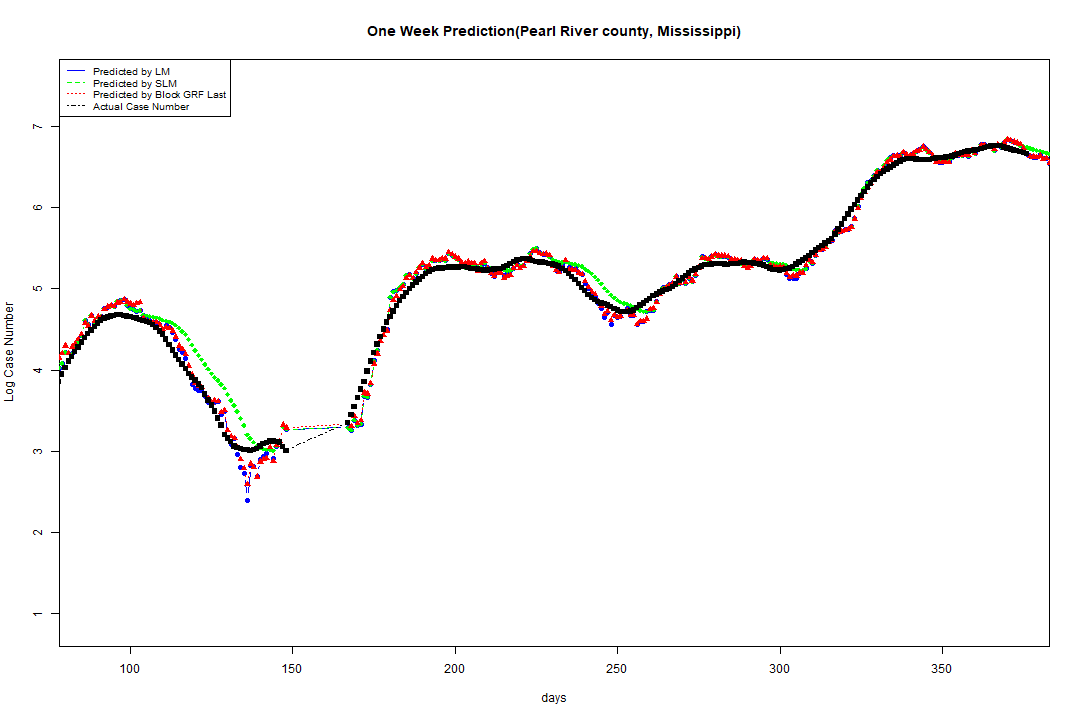 One Week Prediction(Pearl River county, Mississippi)
Predicted by LM
Predicted by SLM
Predicted by Block GRF Last
Actual Case Number
7
6
5
4
3
2
1
Log Case Number
100 150 200 250 300 350
days